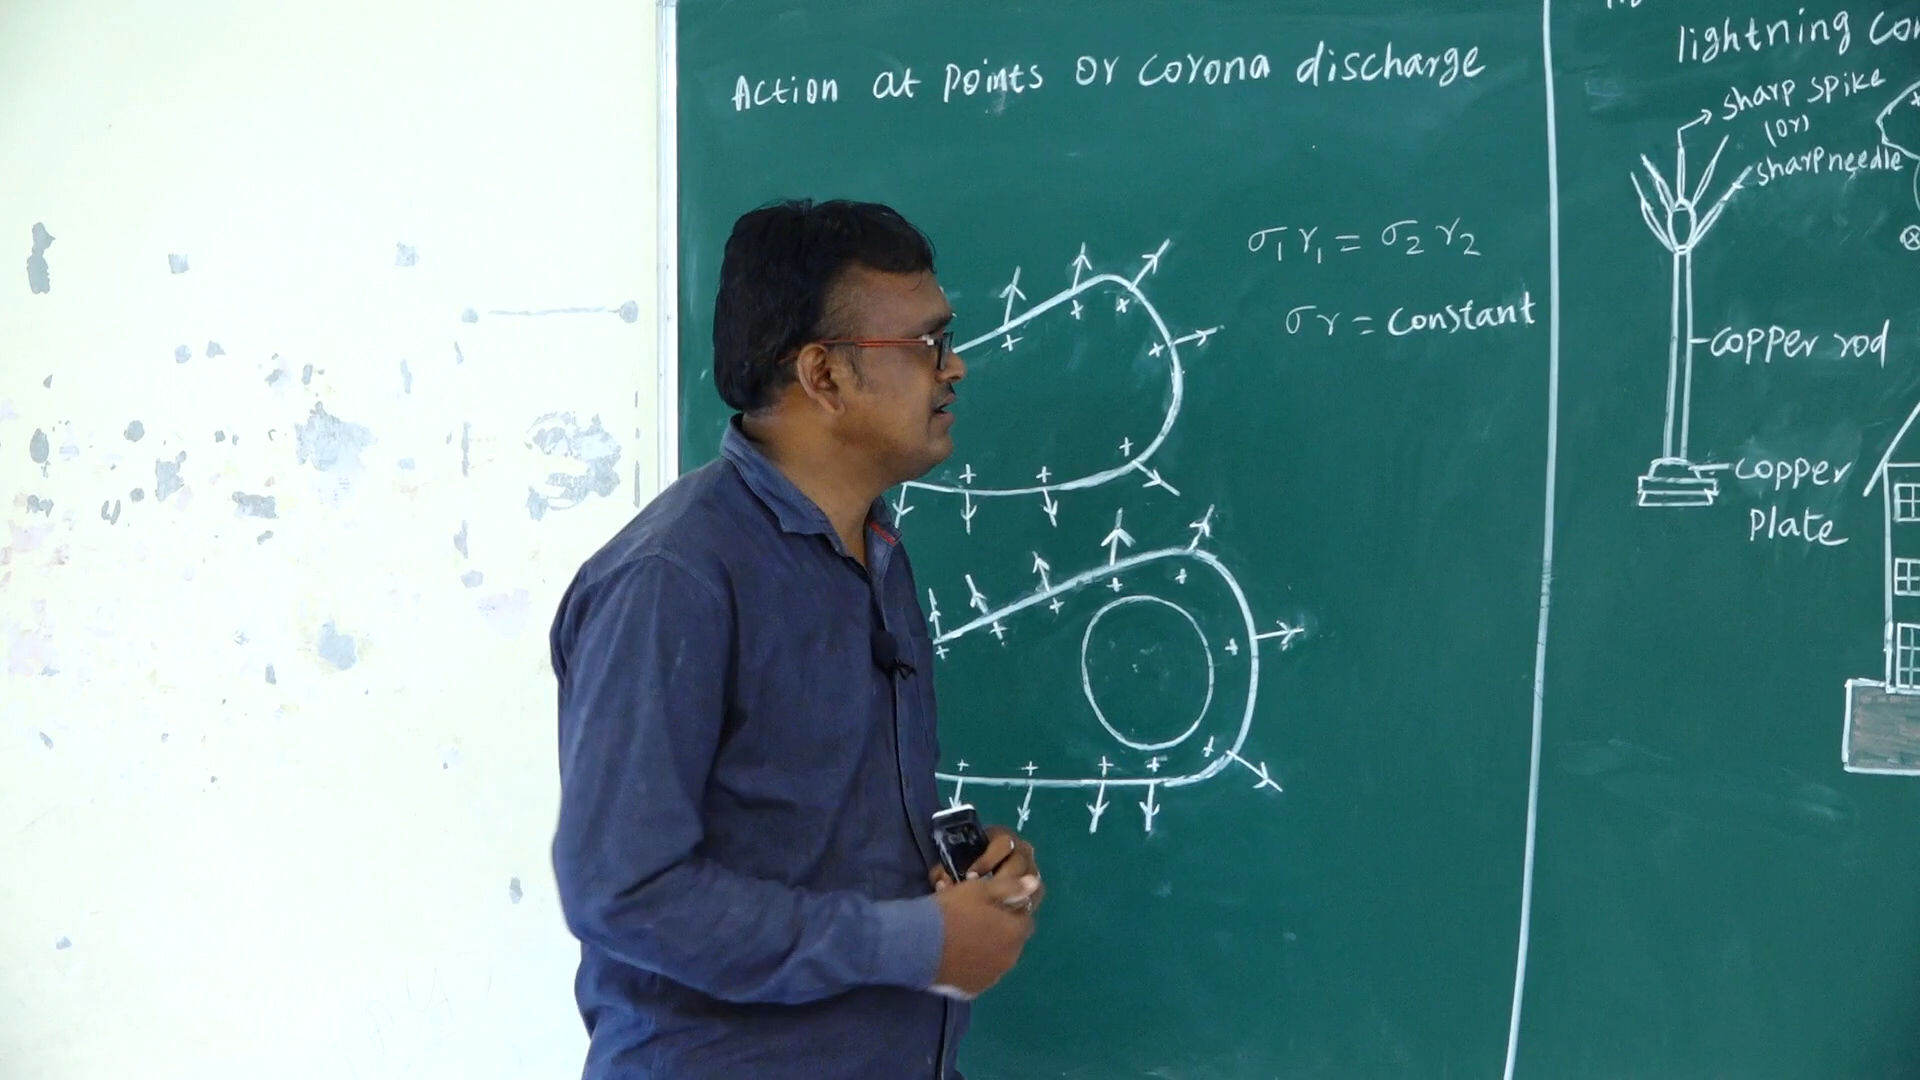 Action at Points or corona discharge
σ₁ r₁ = σ₂ r₂
σ r = constant
lightning
sharp spike
(or)
sharp needle
copper rod
copper
Plate